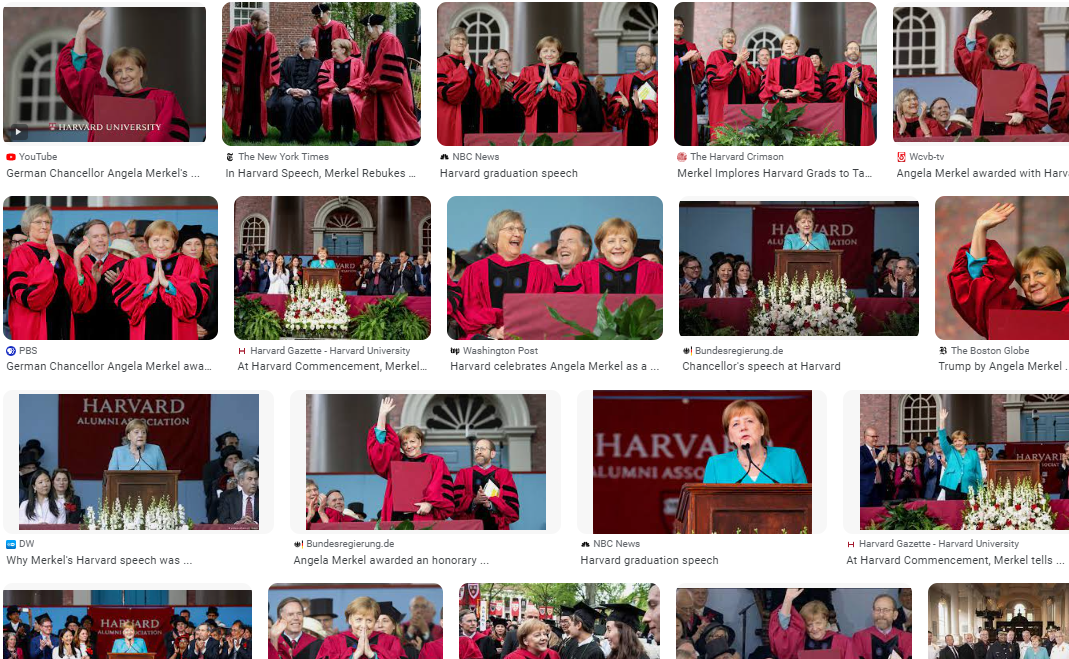 HARVARD UNIVERSITY
YouTube
German Chancellor Angela Merkel's ...
The New York Times
In Harvard Speech, Merkel Rebukes ...
NBC News
Harvard graduation speech
The Harvard Crimson
Merkel Implores Harvard Grads to Ta...
Wcvb-tv
Angela Merkel awarded with Harv
PBS
German Chancellor Angela Merkel awa...
HARVARD
Harvard Gazette - Harvard University
At Harvard Commencement, Merkel...
Washington Post
Harvard celebrates Angela Merkel as a ...
HARVARD
ALUMNI ASSOCIATION
Bundesregierung.de
Chancellor's speech at Harvard
The Boston Globe
Trump by Angela Merkel .
HARVARD
ALUMNI ASSOCIATION
DW
Why Merkel's Harvard speech was ...
Bundesregierung.de
Angela Merkel awarded an honorary ...
HARVA
ALUMNI ASSO
NBC News
Harvard graduation speech
HARVA
Harvard Gazette - Harvard University
At Commencement, Merkel tells ...
HARVARD
ALUMNI ASSOCIATION